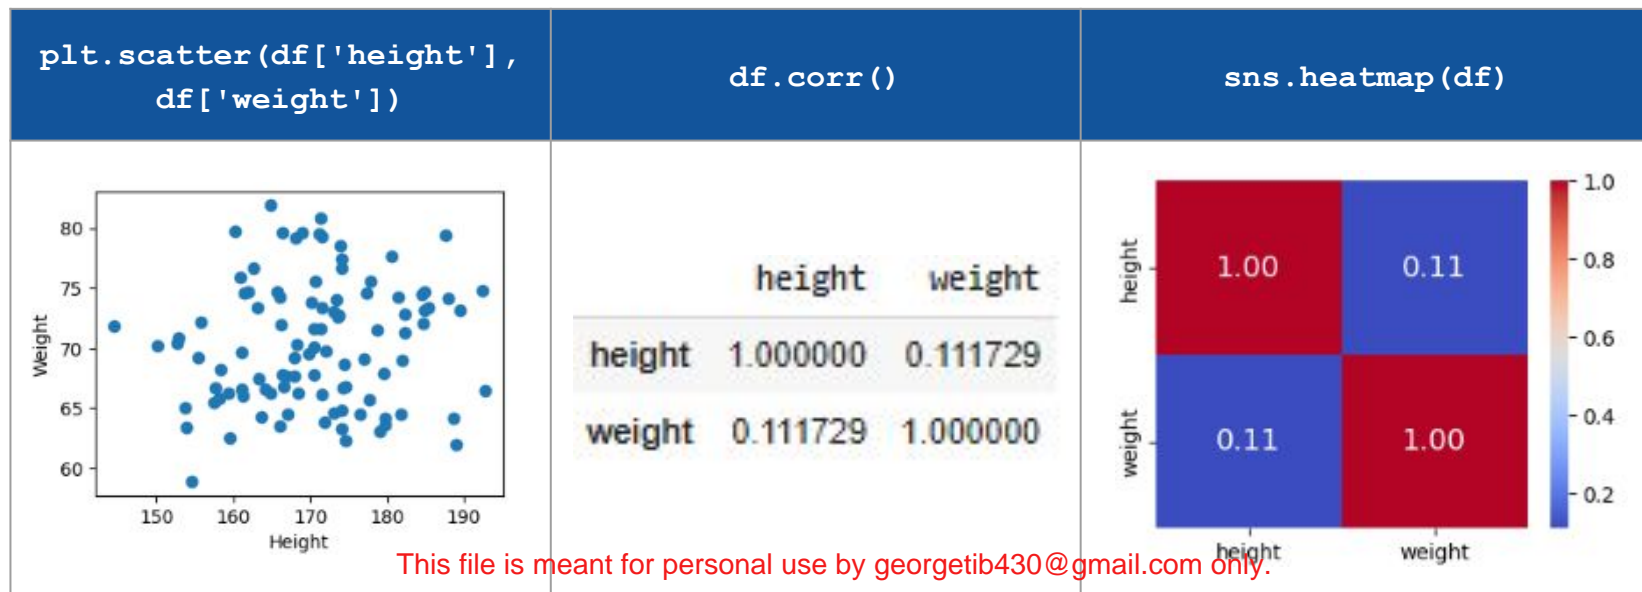 plt.scatter(df['height'],
df['weight'])
df.corr()
sns.heatmap(df)
80
75
70
65
60
Weight
150 160 170 180 190
Height
height weight
height 1.000000 0.111729
weight 0.111729 1.000000
height
weight
1.00 0.11
0.11 1.00
height weight
1.0
0.8
0.6
0.4
0.2
This file is meant for personal use by georgetib430@gmail.com only.